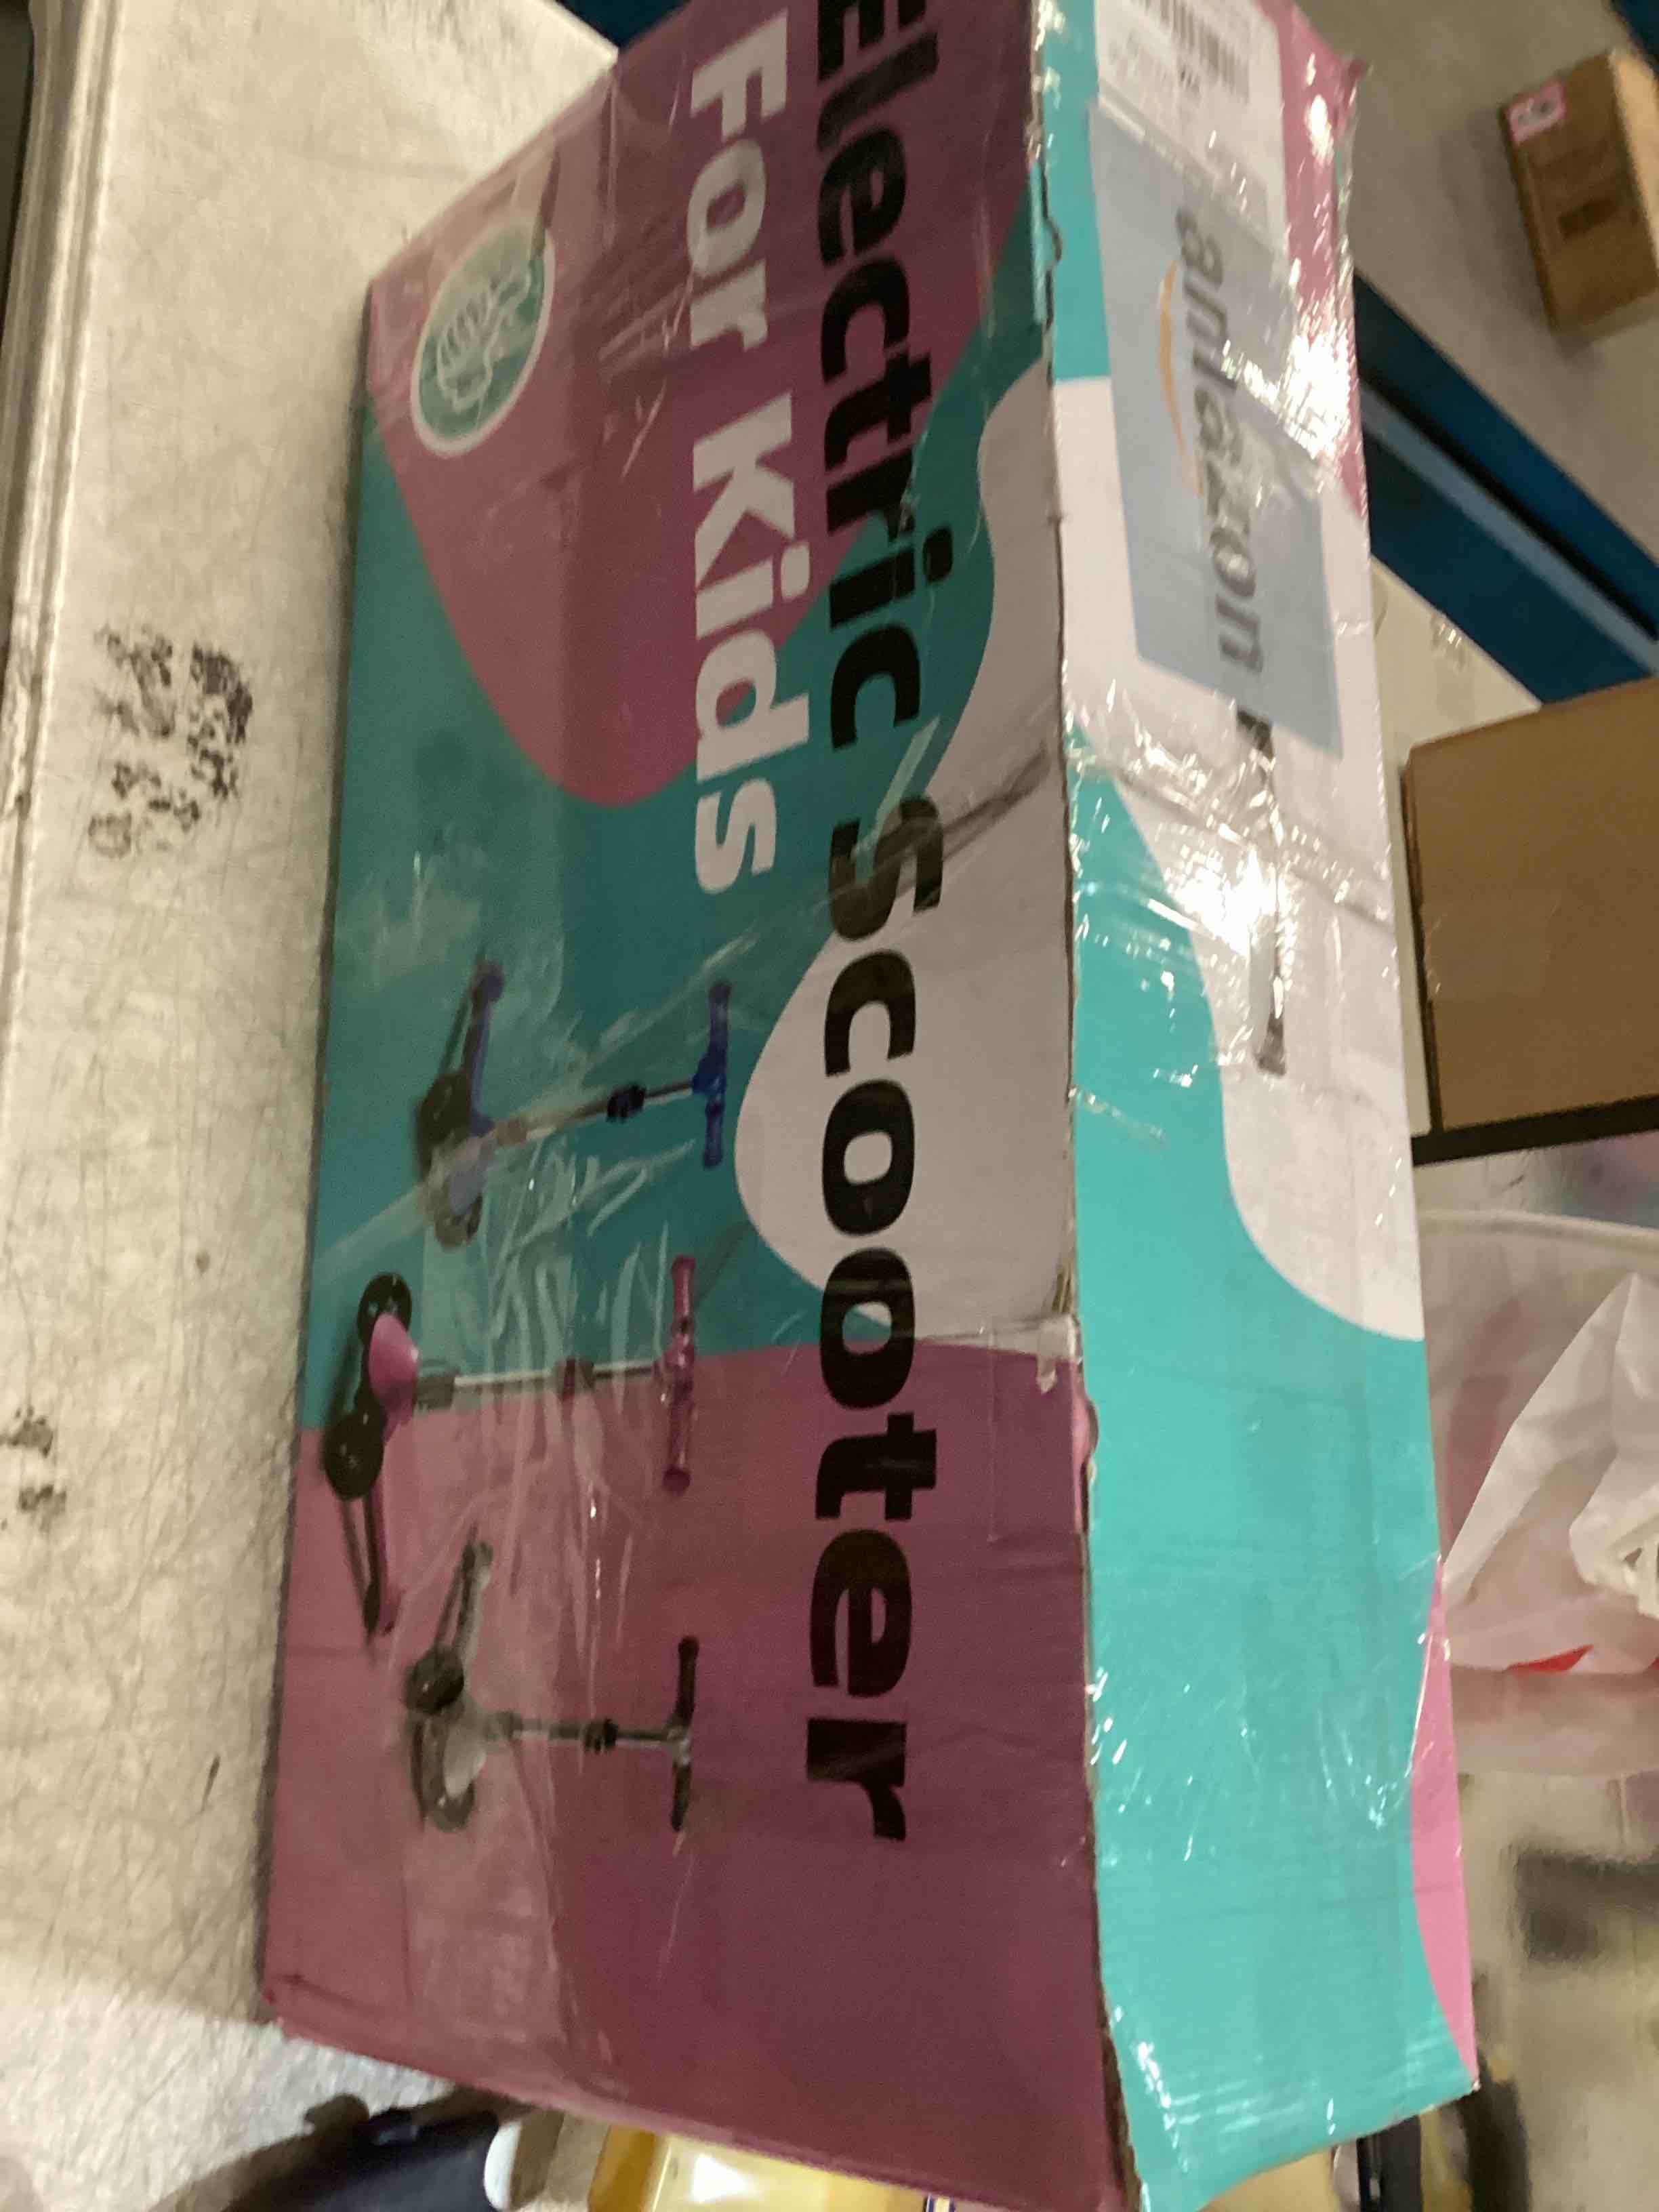 Electric Scooter
For Kids
amazon